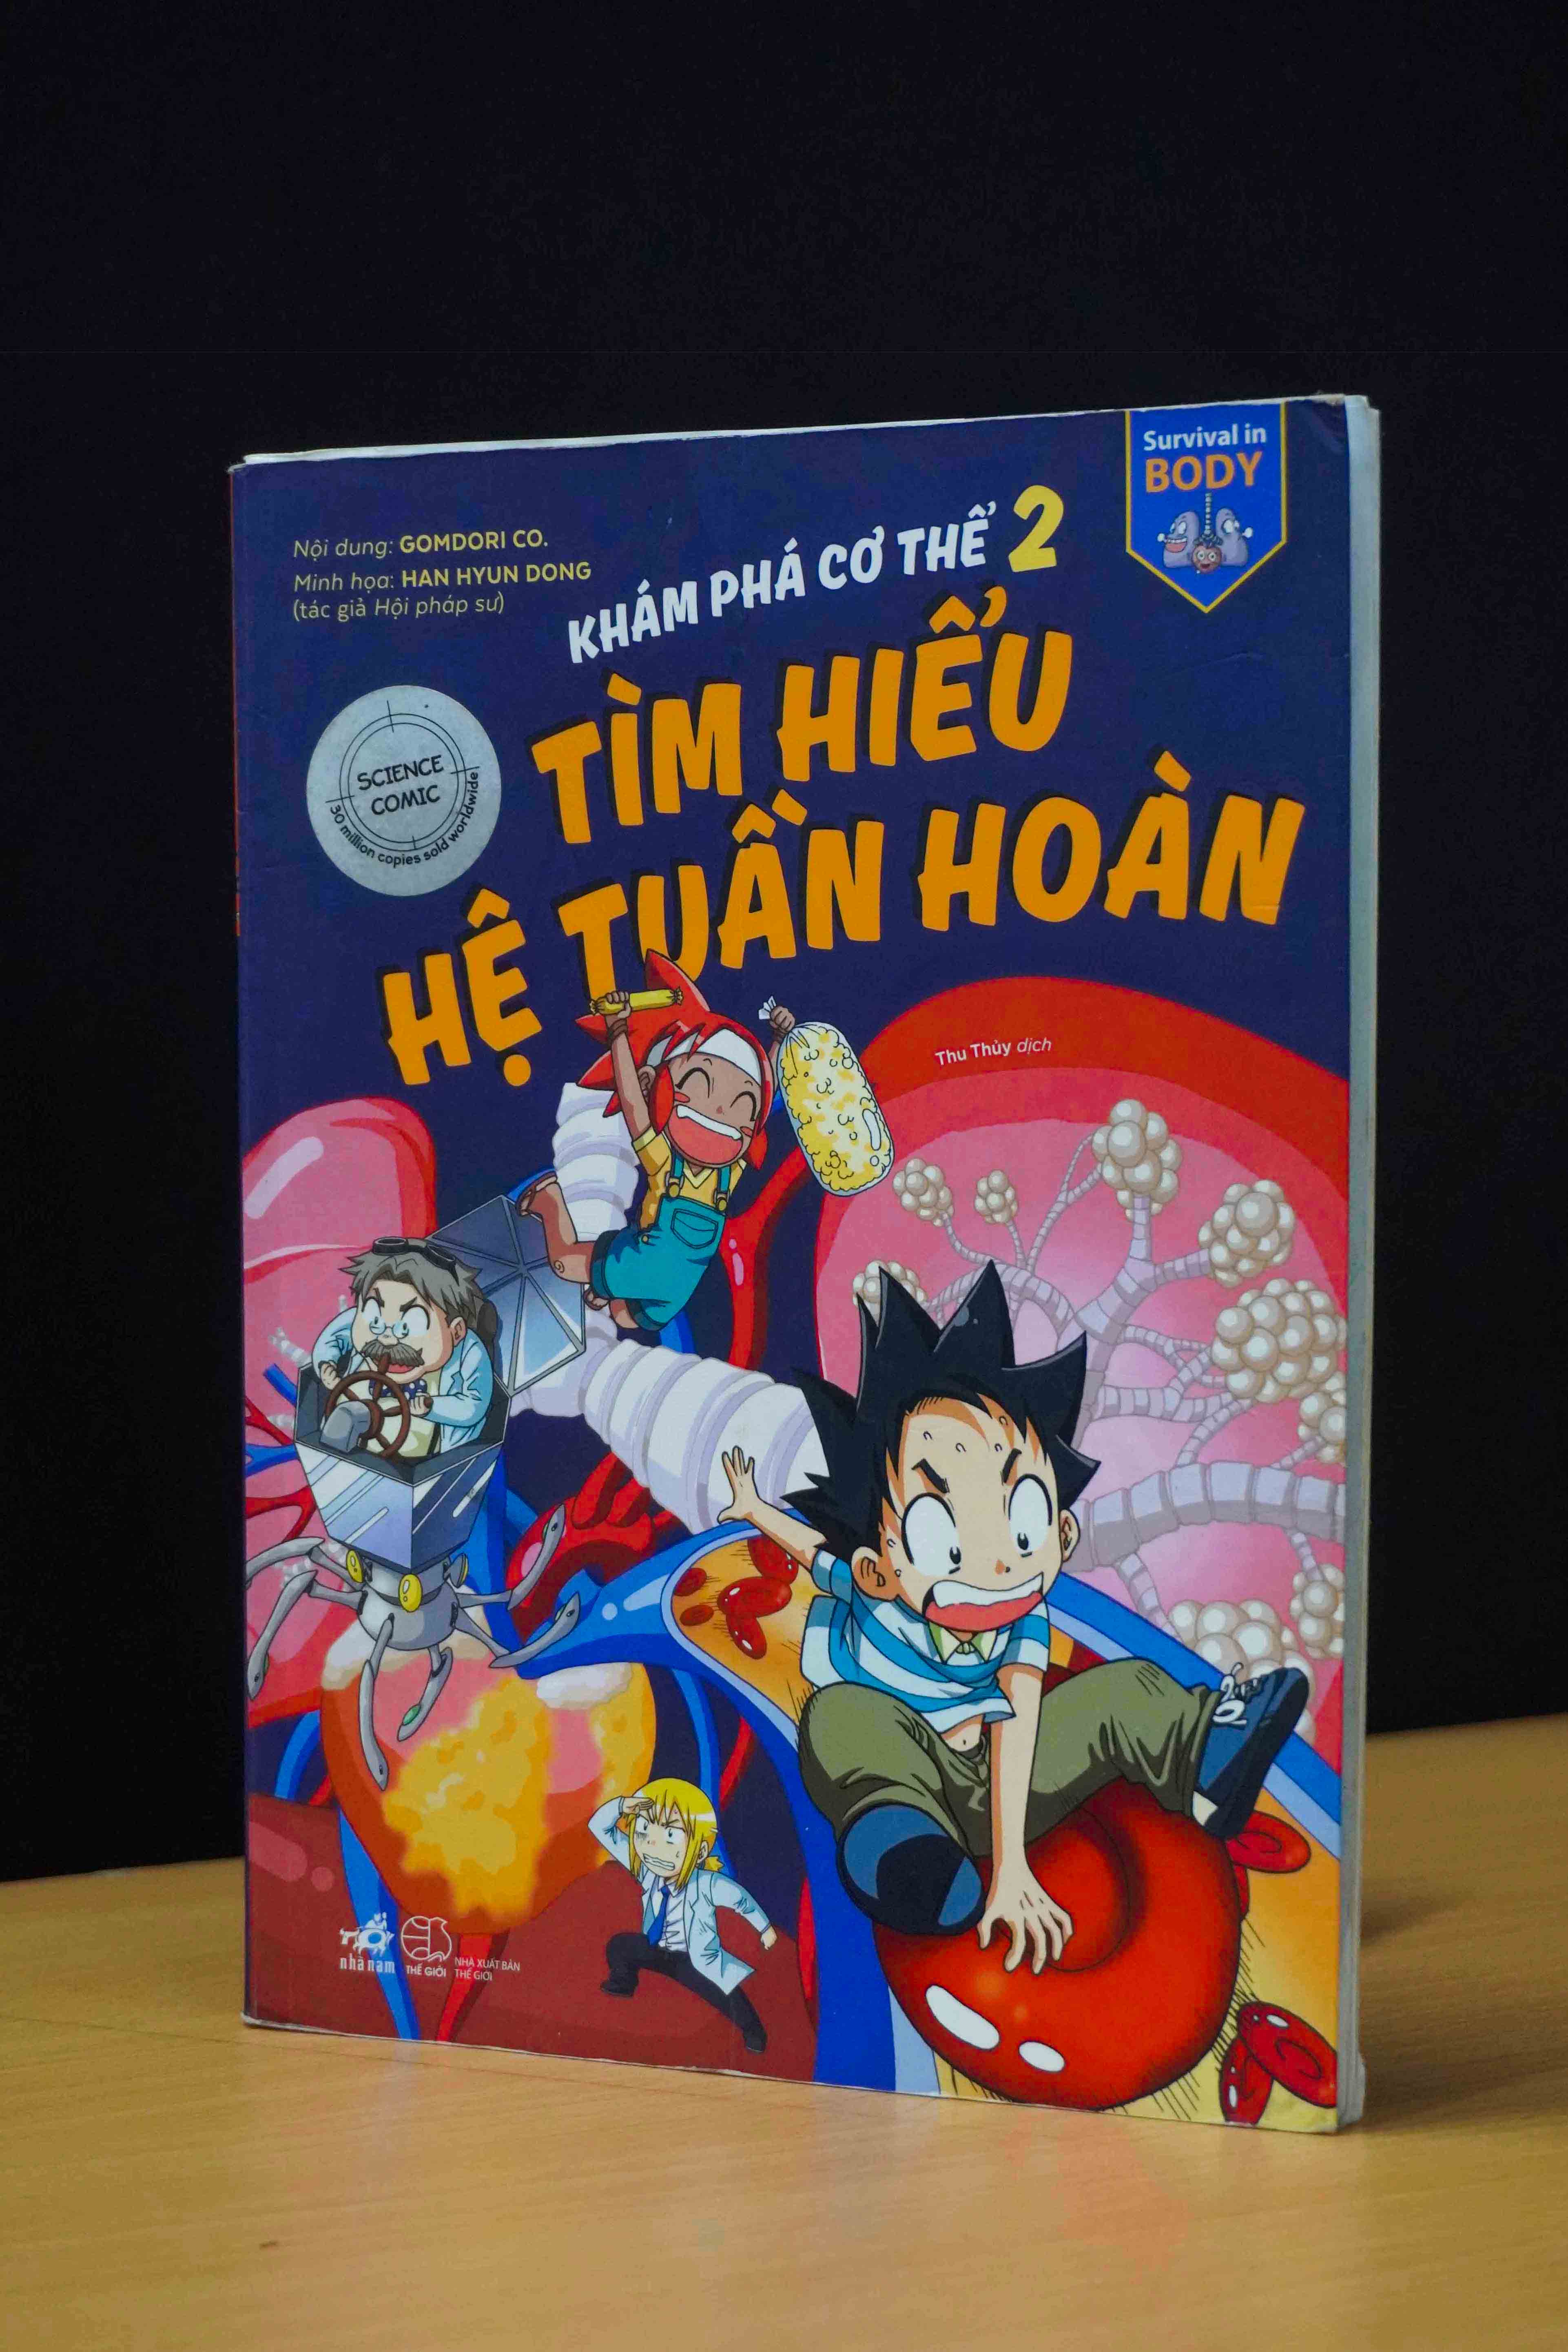 Survival in
BODY
Nội dung: GOMDORI CO.
Minh họa: HAN HYUN DONG
(tác giả Hội pháp sư)
KHÁM PHÁ CƠ THỂ 2
TÌM HIỂU
HỆ TUẦN HOÀN
SCIENCE
COMIC
30 million copies sold worldwide
Thu Thủy dịch
nhã nam
THẾ GIỚI
NHÀ XUẤT BẢN
THẾ GIỚI